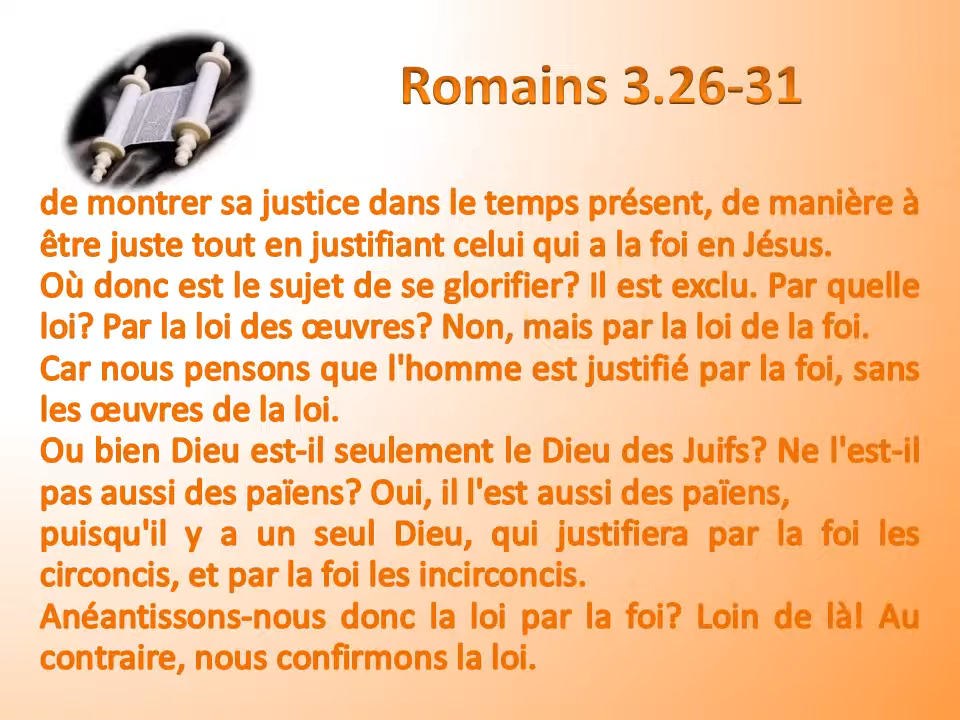 Romains 3.26-31
de montrer sa justice dans le temps présent, de manière à
être juste tout en justifiant celui qui a la foi en Jésus.
Où donc est le sujet de se glorifier? Il est exclu. Par quelle
loi? Par la loi des œuvres? Non, mais par la loi de la foi.
Car nous pensons que l'homme est justifié par la foi, sans
les œuvres de la loi.
Ou bien Dieu est-il seulement le Dieu des Juifs? Ne l'est-il
pas aussi des païens? Oui, il l'est aussi des païens,
puisqu'il y a un seul Dieu, qui justifiera par la foi les
circoncis, et par la foi les incirconcis.
Anéantissons-nous donc la loi par la foi? Loin de là! Au
contraire, nous confirmons la loi.